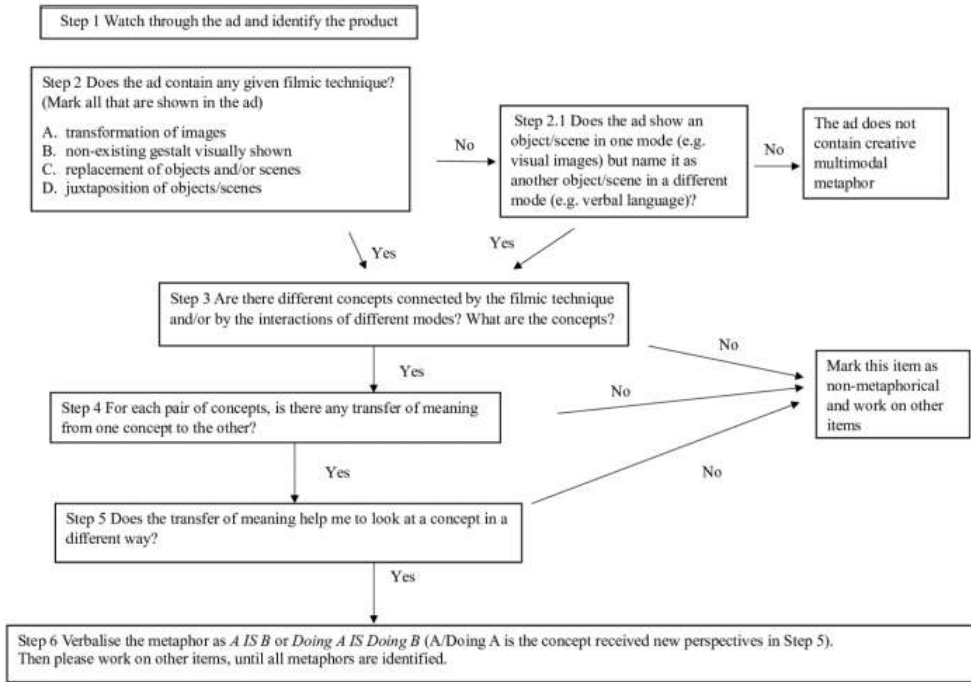 Step 1 Watch through the ad and identify the product
Step 2 Does the ad contain any given filmic technique?
(Mark all that are shown in the ad)
A. transformation of images
B. non-existing gestalt visually shown
C. replacement of objects and/or scenes
D. juxtaposition of objects/scenes
No
Step 2.1 Does the ad show an
object/scene in one mode (e.g.
visual images) but name it as
another object/scene in a different
mode (e.g. verbal language)?
No
The ad does not
contain creative
multimodal
metaphor
Yes
Yes
Step 3 Are there different concepts connected by the filmic technique
and/or by the interactions of different modes? What are the concepts?
No
Yes
Mark this item as
non-metaphorical
and work on other
items
Step 4 For each pair of concepts, is there any transfer of meaning
from one concept to the other?
No
Yes
No
Step 5 Does the transfer of meaning help me to look at a concept in a
different way?
Yes
Step 6 Verbalise the metaphor as A IS B or Doing A IS Doing B (A/Doing A is the concept received new perspectives in Step 5).
Then please work on other items, until all metaphors are identified.